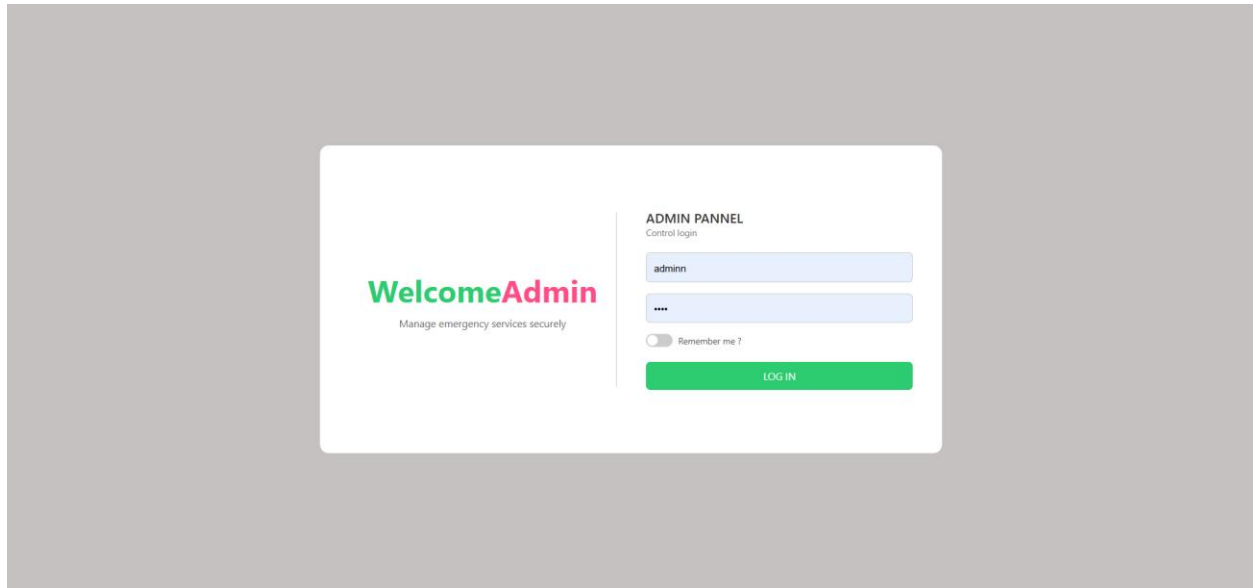 WelcomeAdmin
Manage emergency services securely
ADMIN PANNEL
Control login
adminn
••••
Remember me ?
LOG IN